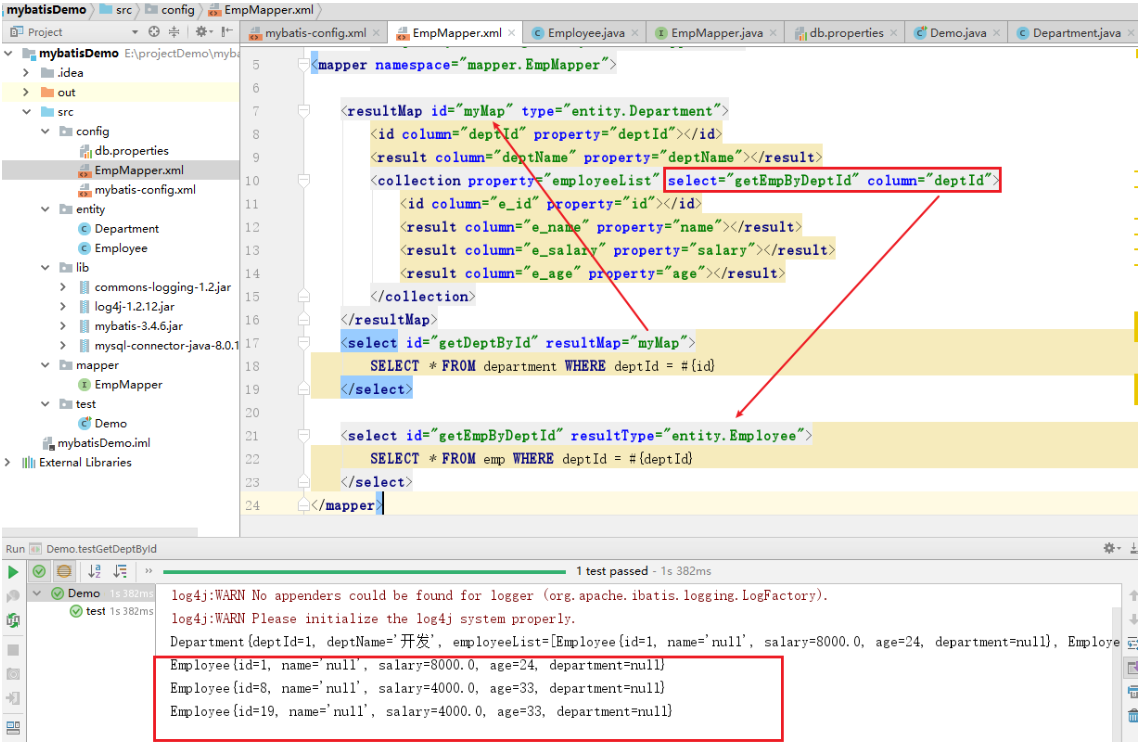 mybatisDemo src config EmpMapper.xml
Project
mybatis-config.xml EmpMapper.xml Employee.java EmpMapper.java db.properties Demo.java Department.java
mybatisDemo E:\projectDemo\myba
.idea
out
src
config
db.properties
EmpMapper.xml
mybatis-config.xml
entity
Department
Employee
lib
commons-logging-1.2.jar
log4j-1.2.12.jar
mybatis-3.4.6.jar
mysql-connector-java-8.0.1
mapper
EmpMapper
test
Demo
mybatisDemo.iml
External Libraries
5 <mapper namespace="mapper.EmpMapper">
6
7 <resultMap id="myMap" type="entity.Department">
8 <id column="deptId" property="deptId"></id>
9 <result column="deptName" property="deptName"></result>
10 <collection property="employeeList" select="getEmpByDeptId" column="deptId">
11 <id column="e_id" property="id"></id>
12 <result column="e_name" property="name"></result>
13 <result column="e_salary" property="salary"></result>
14 <result column="e_age" property="age"></result>
15 </collection>
16 </resultMap>
17 <select id="getDeptById" resultMap="myMap">
18 SELECT * FROM department WHERE deptId = #{id}
19 </select>
20
21 <select id="getEmpByDeptId" resultType="entity.Employee">
22 SELECT * FROM emp WHERE deptId = #{deptId}
23 </select>
24 </mapper>
Run Demo.testGetDeptById
1 test passed - 1s 382ms
Demo 1s 382ms
test 1s 382ms
log4j:WARN No appenders could be found for logger (org.apache.ibatis.logging.LogFactory).
log4j:WARN Please initialize the log4j system properly.
Department{deptId=1, deptName='开发', employeeList=[Employee{id=1, name='null', salary=8000.0, age=24, department=null}, Employe
Employee{id=1, name='null', salary=8000.0, age=24, department=null}
Employee{id=8, name='null', salary=4000.0, age=33, department=null}
Employee{id=19, name='null', salary=4000.0, age=33, department=null}